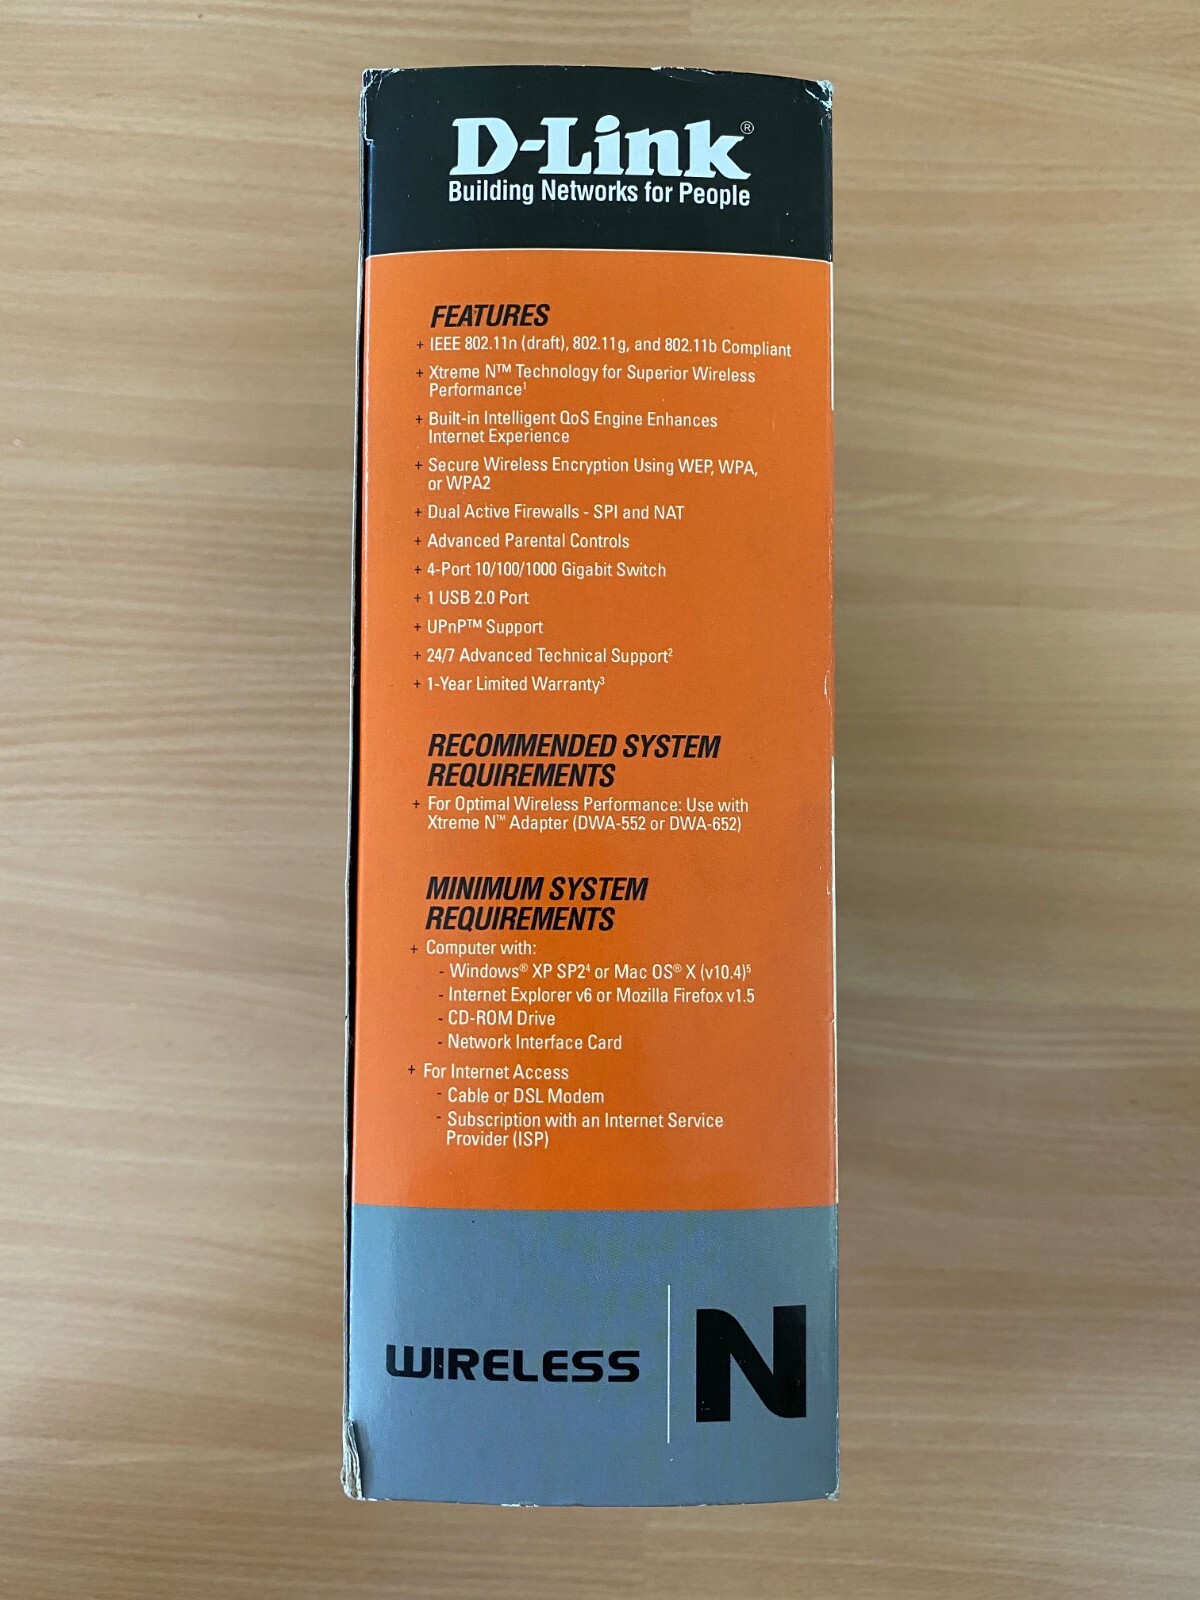 D-Link®
Building Networks for People
FEATURES
+ IEEE 802.11n (draft), 802.11g, and 802.11b Compliant
+ Xtreme N™ Technology for Superior Wireless
Performance¹
+ Built-in Intelligent QoS Engine Enhances
Internet Experience
+ Secure Wireless Encryption Using WEP, WPA,
or WPA2
+ Dual Active Firewalls - SPI and NAT
+ Advanced Parental Controls
+ 4-Port 10/100/1000 Gigabit Switch
+ 1 USB 2.0 Port
+ UPnP™ Support
+ 24/7 Advanced Technical Support²
+ 1-Year Limited Warranty³
RECOMMENDED SYSTEM
REQUIREMENTS
+ For Optimal Wireless Performance: Use with
Xtreme N™ Adapter (DWA-552 or DWA-652)
MINIMUM SYSTEM
REQUIREMENTS
+ Computer with:
- Windows® XP SP2⁴ or Mac OS® X (v10.4)⁵
- Internet Explorer v6 or Mozilla Firefox v1.5
- CD-ROM Drive
- Network Interface Card
+ For Internet Access
- Cable or DSL Modem
- Subscription with an Internet Service
Provider (ISP)
WIRELESS N